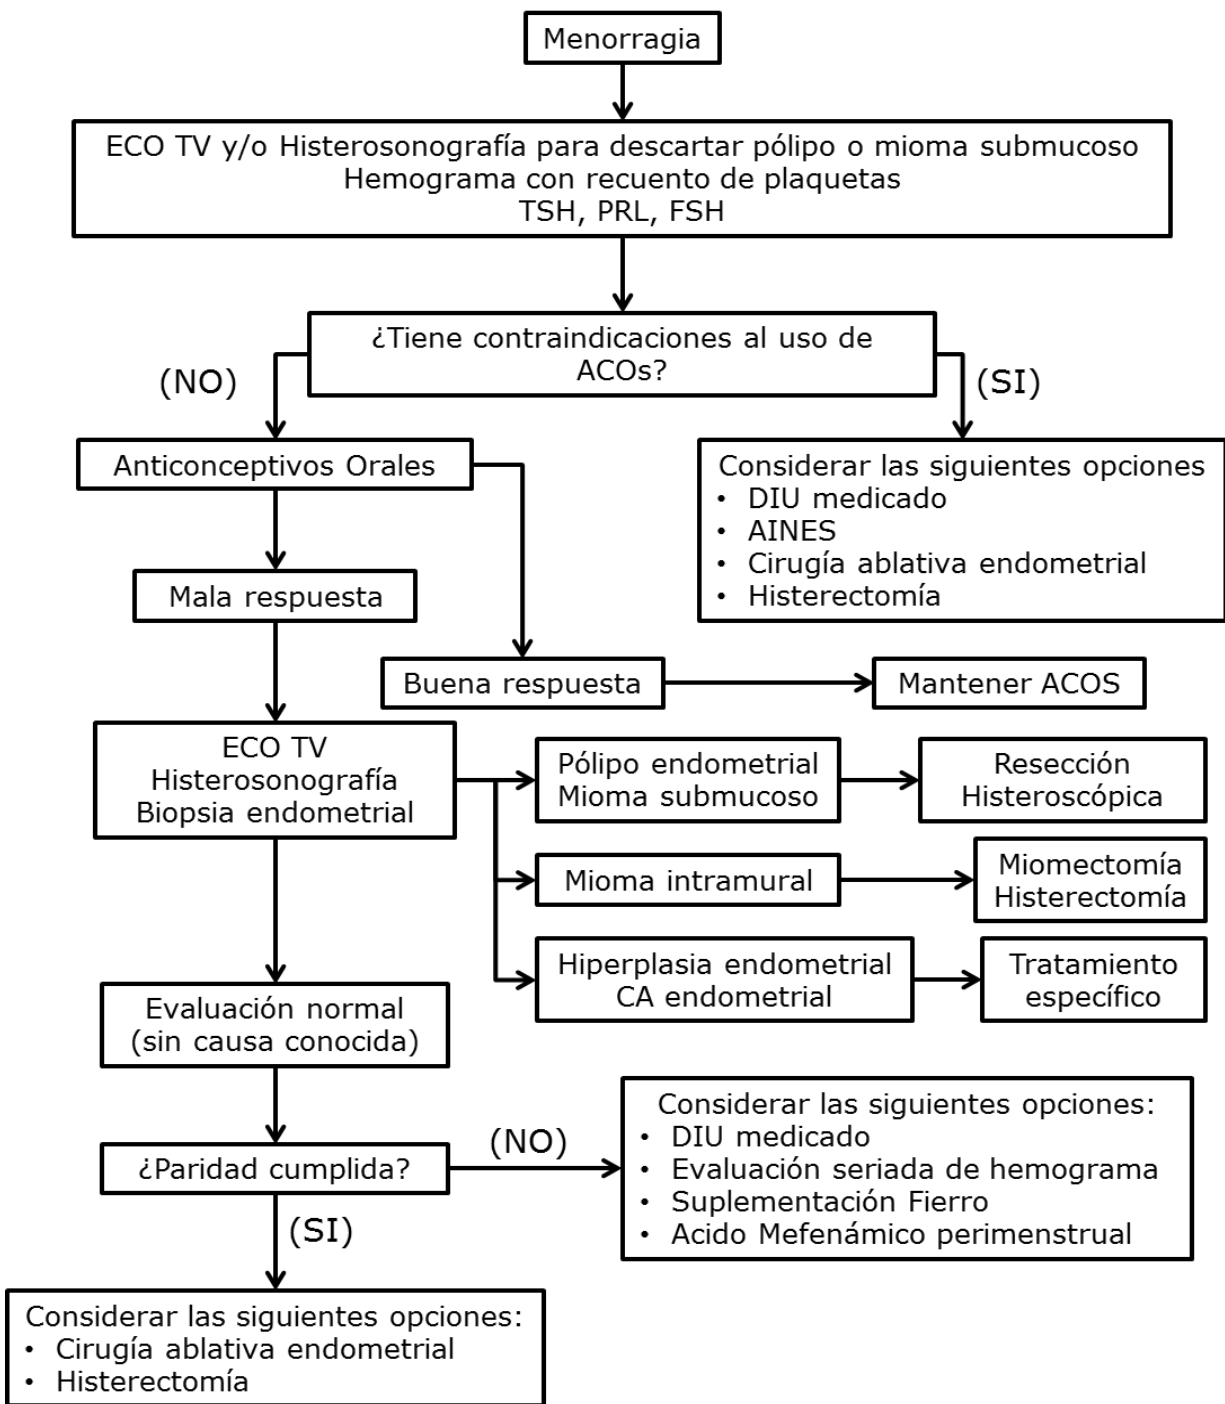 Menorragia
ECO TV y/o Histerosonografía para descartar pólipo o mioma submucoso
Hemograma con recuento de plaquetas
TSH, PRL, FSH
¿Tiene contraindicaciones al uso de
ACOs?
(NO)
(SI)
Anticonceptivos Orales
Considerar las siguientes opciones
• DIU medicado
• AINES
• Cirugía ablativa endometrial
• Histerectomía
Mala respuesta
Buena respuesta
Mantener ACOS
ECO TV
Histerosonografía
Biopsia endometrial
Pólipo endometrial
Mioma submucoso
Resección
Histeroscópica
Mioma intramural
Miomectomía
Histerectomía
Hiperplasia endometrial
CA endometrial
Tratamiento
específico
Evaluación normal
(sin causa conocida)
¿Paridad cumplida?
(NO)
Considerar las siguientes opciones:
• DIU medicado
• Evaluación seriada de hemograma
• Suplementación Fierro
• Acido Mefenámico perimenstrual
(SI)
Considerar las siguientes opciones:
• Cirugía ablativa endometrial
• Histerectomía